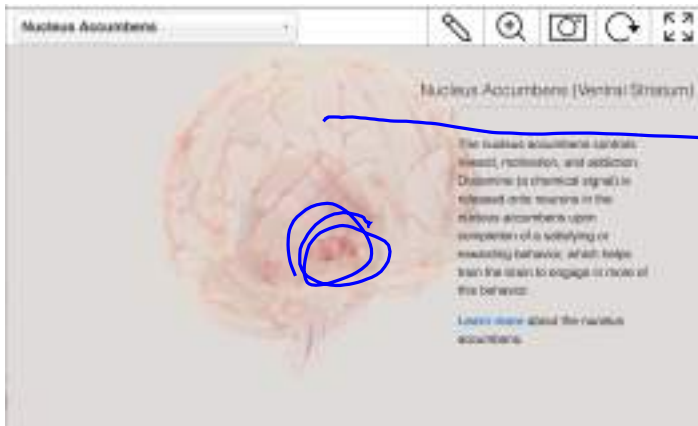 Nucleus Accumbens
Nucleus Accumbens (Ventral Striatum)
The nucleus accumbens controls
reward, motivation, and addiction.
Dopamine (a chemical signal) is
released onto neurons in the
nucleus accumbens upon
completion of a satisfying or
rewarding behavior, which helps
train the brain to engage in more of
this behavior.
Learn more about the nucleus
accumbens.